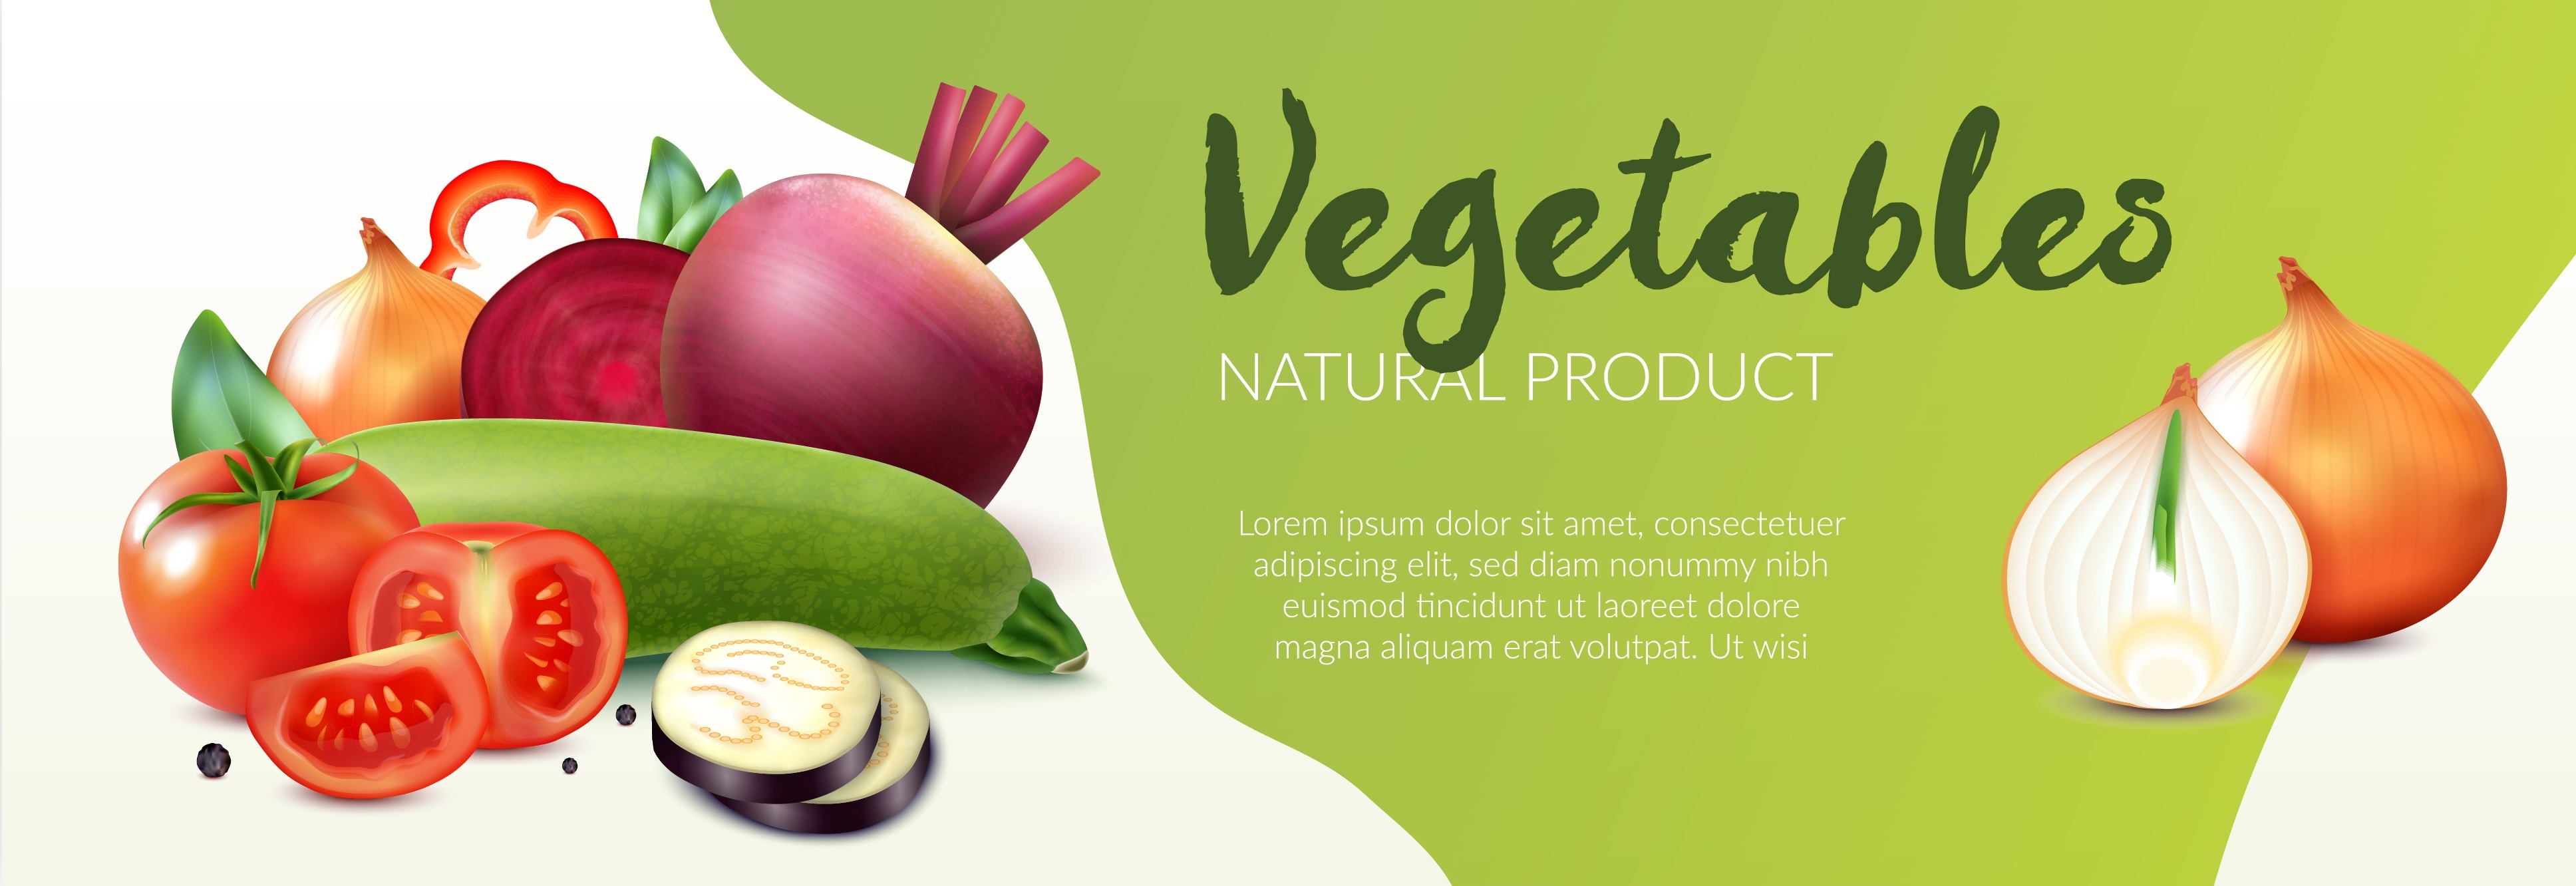 Vegetables
NATURAL PRODUCT
Lorem ipsum dolor sit amet, consectetuer
adipiscing elit, sed diam nonummy nibh
euismod tincidunt ut laoreet dolore
magna aliquam erat volutpat. Ut wisi